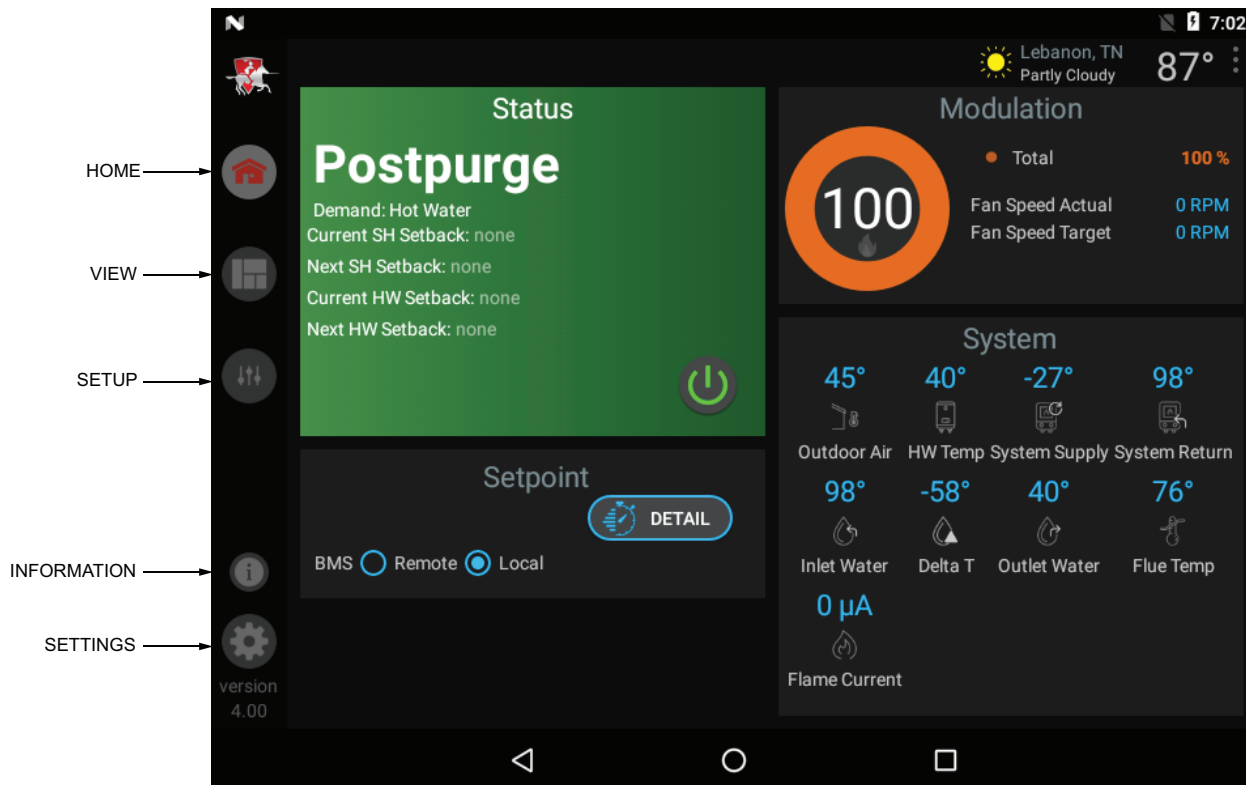 7:02
Lebanon, TN
Partly Cloudy
87°
HOME
VIEW
SETUP
INFORMATION
SETTINGS
version
4.00
Status
Postpurge
Demand: Hot Water
Current SH Setback: none
Next SH Setback: none
Current HW Setback: none
Next HW Setback: none
Setpoint
DETAIL
BMS Remote Local
Modulation
100
Total 100 %
Fan Speed Actual 0 RPM
Fan Speed Target 0 RPM
System
45° 40° -27° 98°
Outdoor Air HW Temp System Supply System Return
98° -58° 40° 76°
Inlet Water Delta T Outlet Water Flue Temp
0 µA
Flame Current